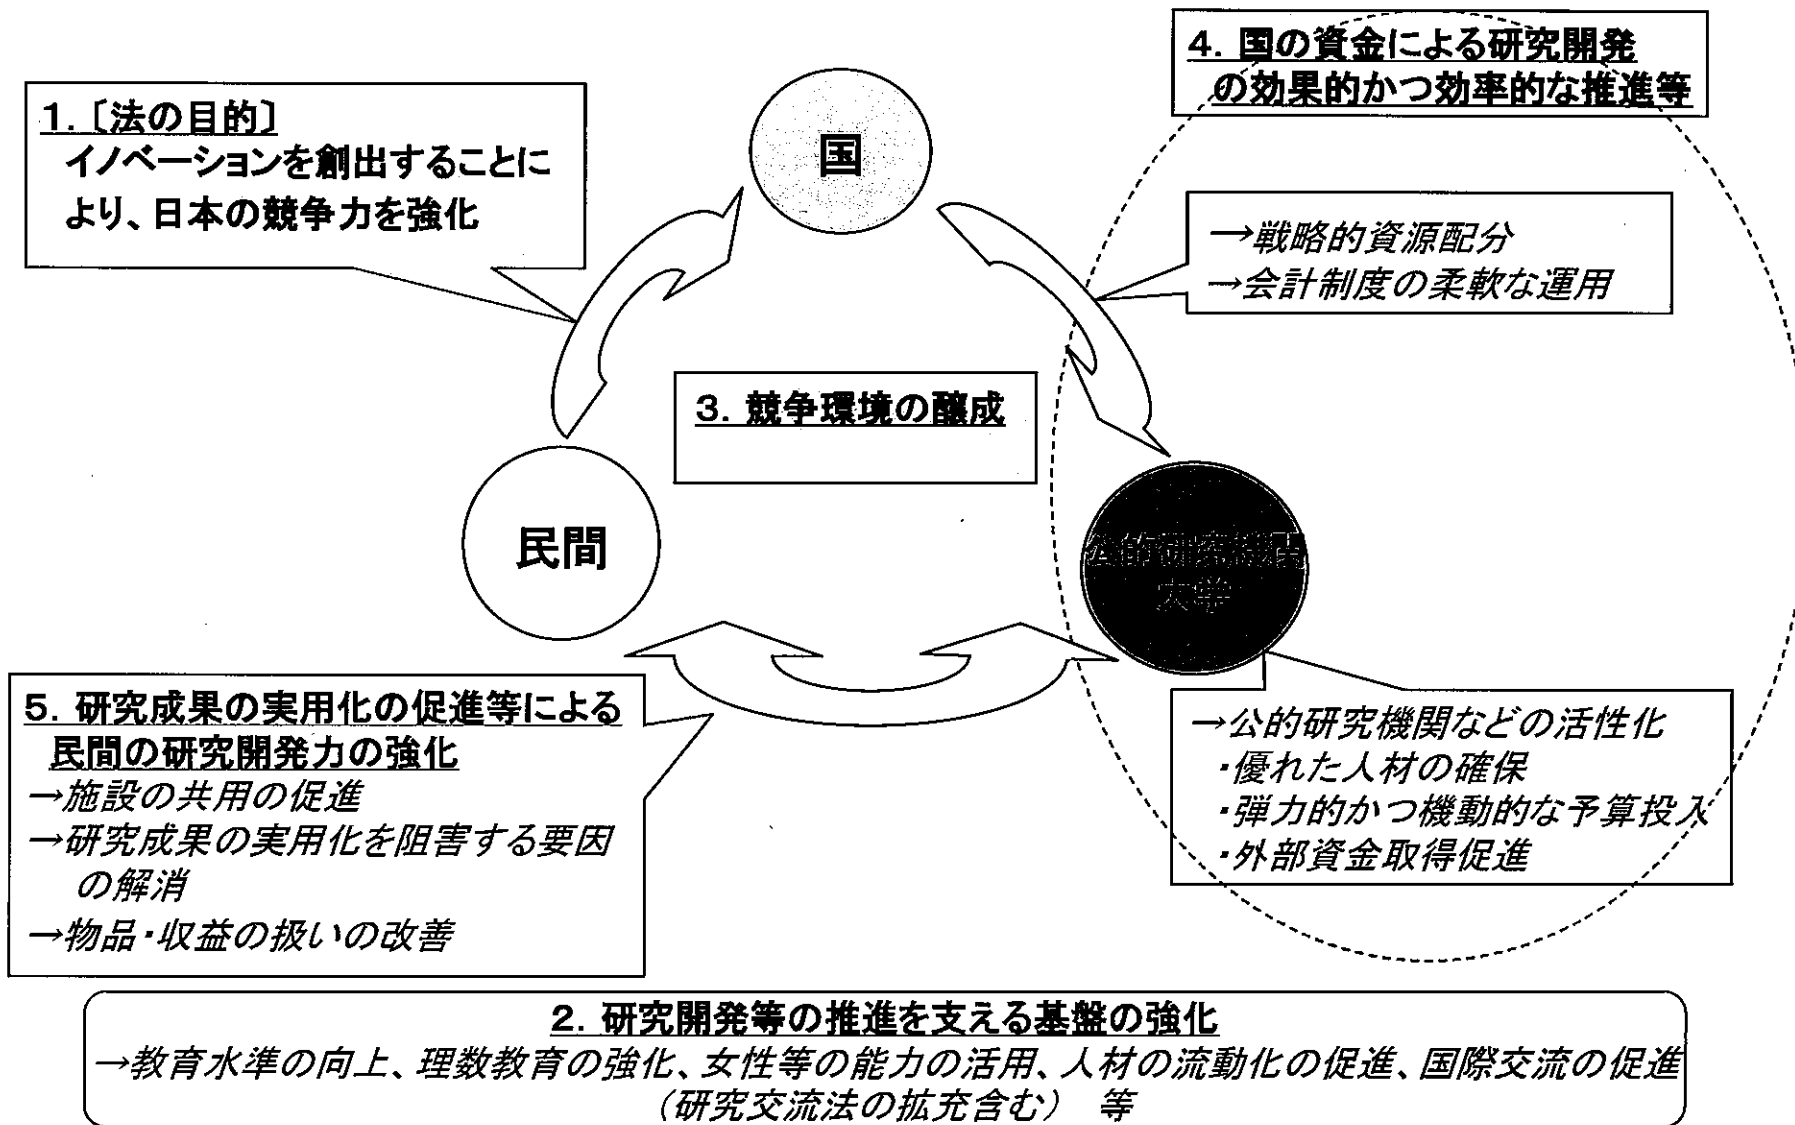 1. 〔法の目的〕
イノベーションを創出することに
より、日本の競争力を強化
国
4. 国の資金による研究開発
の効果的かつ効率的な推進等
→戦略的資源配分
→会計制度の柔軟な運用
3. 競争環境の醸成
民間
公的研究機関
大学
5. 研究成果の実用化の促進等による
民間の研究開発力の強化
→施設の共用の促進
→研究成果の実用化を阻害する要因
の解消
→物品・収益の扱いの改善
→公的研究機関などの活性化
・優れた人材の確保
・弾力的かつ機動的な予算投入
・外部資金取得促進
2. 研究開発等の推進を支える基盤の強化
→教育水準の向上、理数教育の強化、女性等の能力の活用、人材の流動化の促進、国際交流の促進
(研究交流法の拡充含む) 等